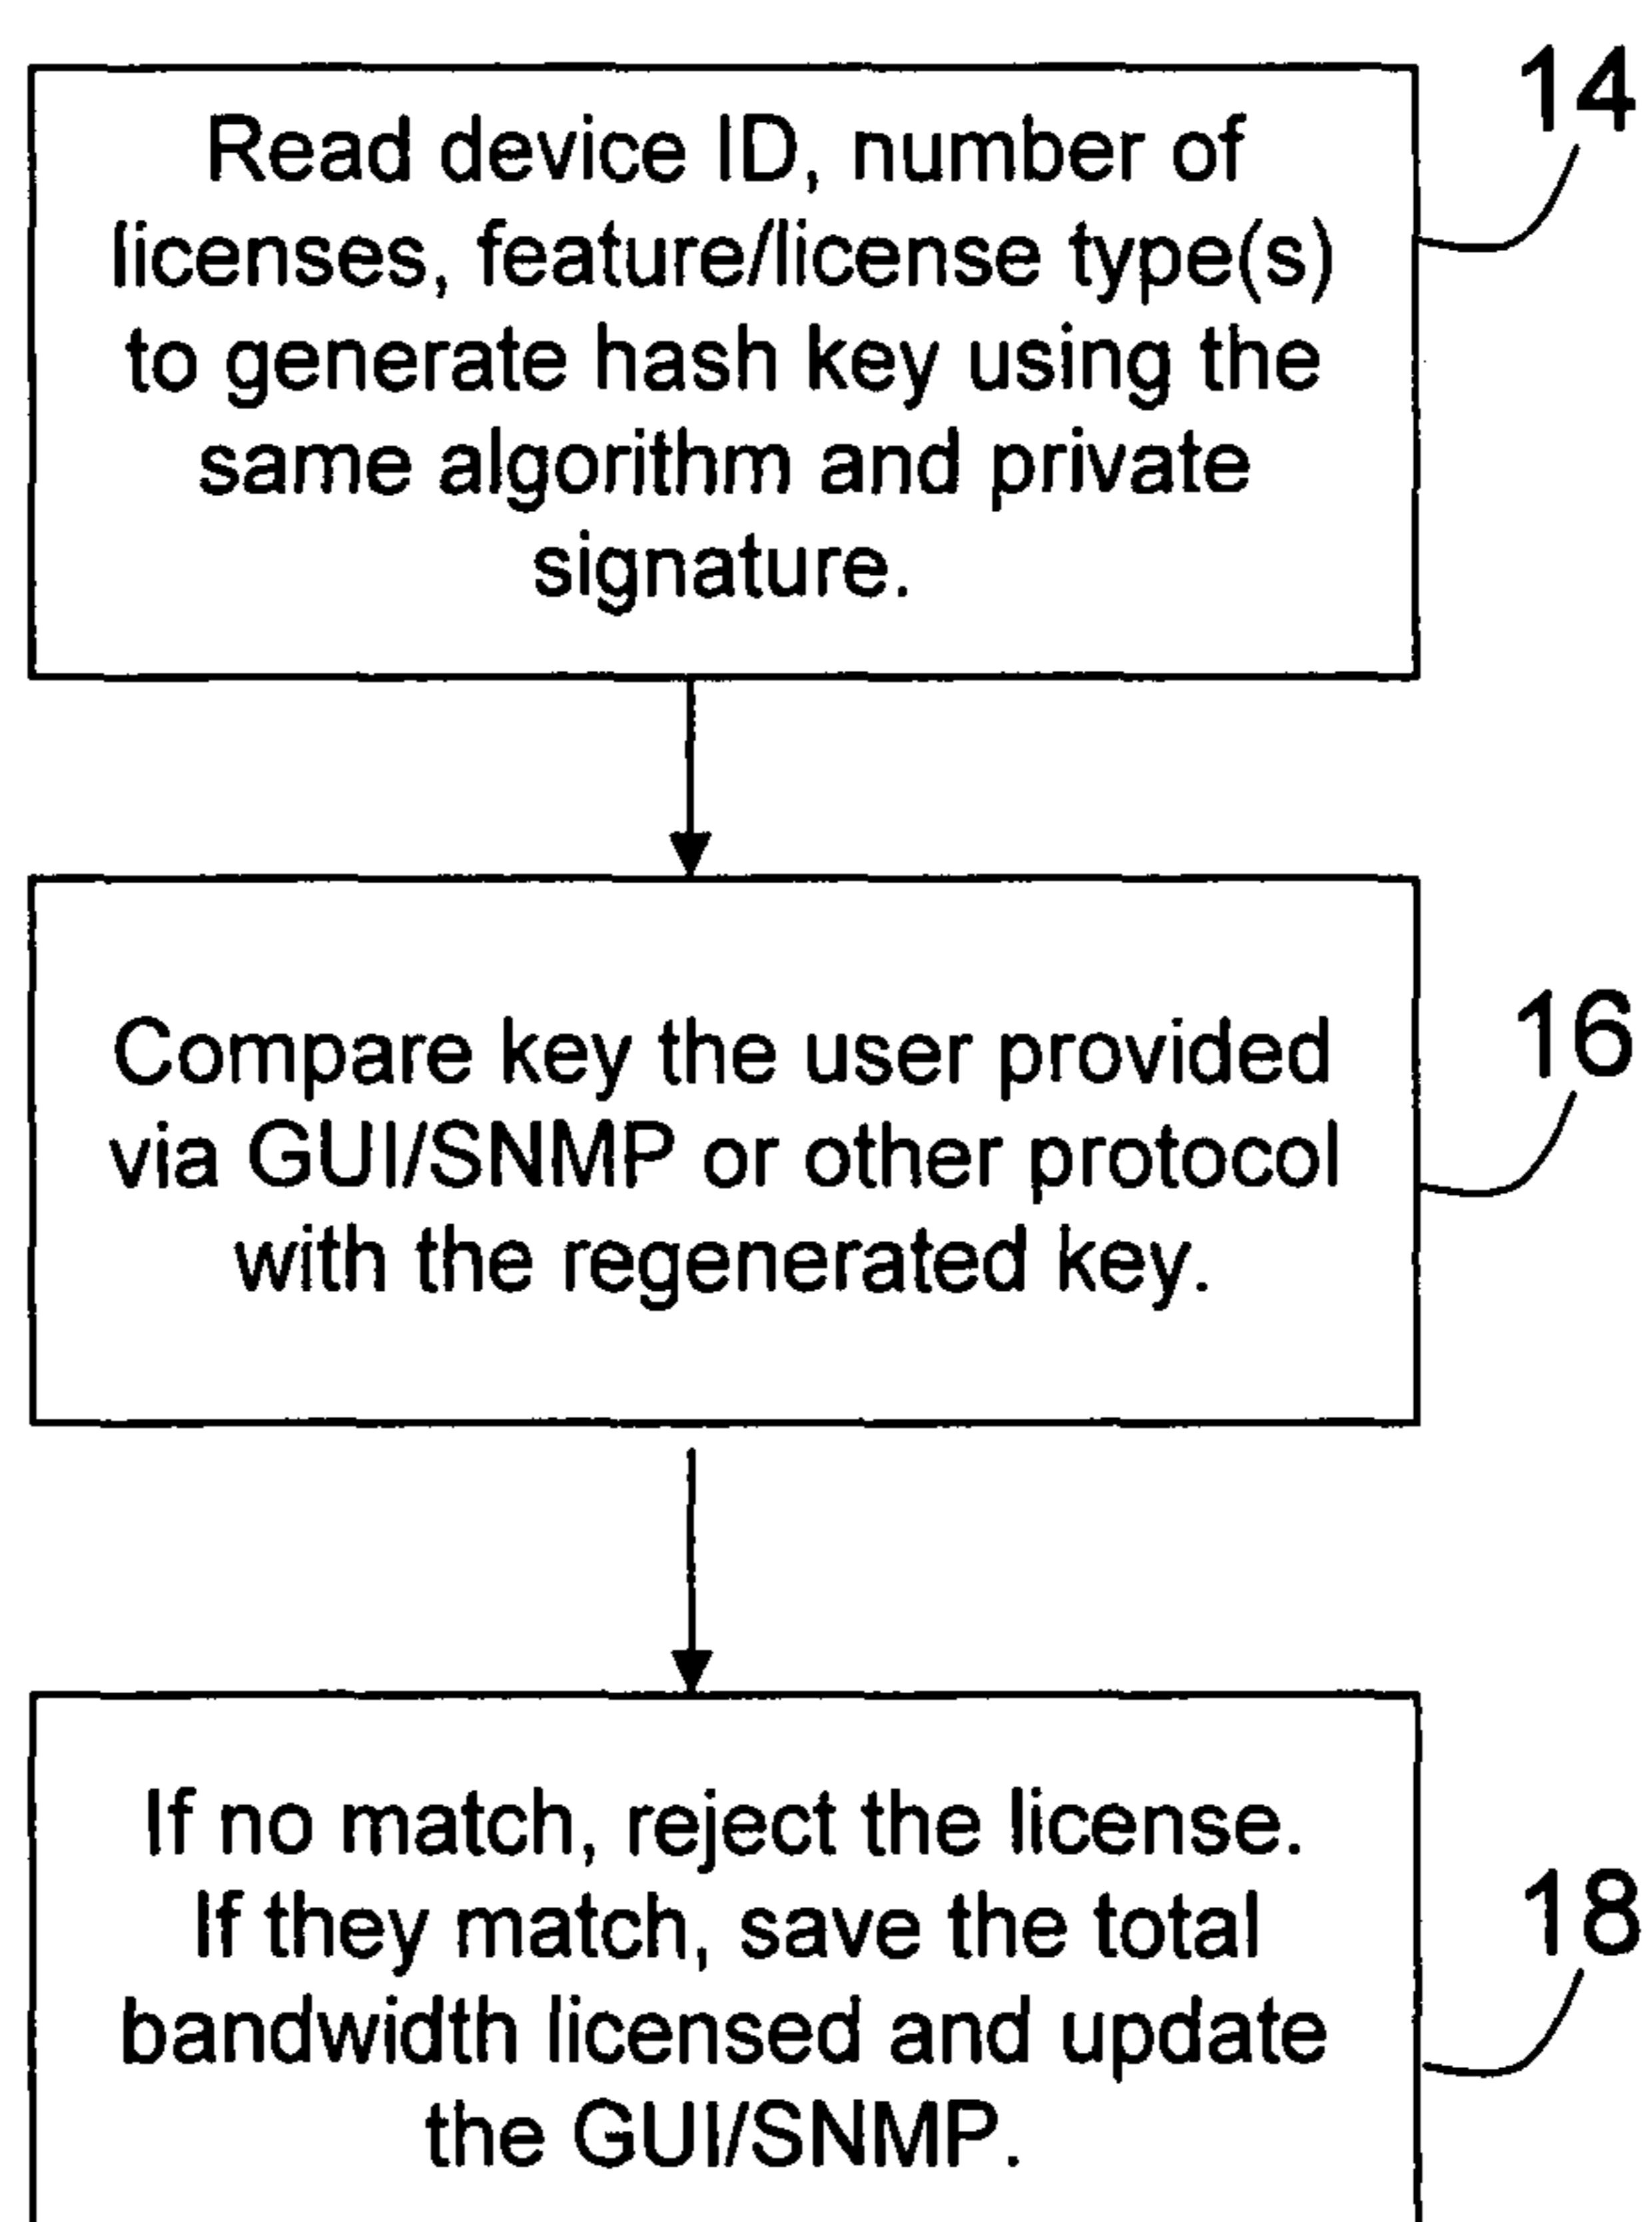 14
Read device ID, number of
licenses, feature/license type(s)
to generate hash key using the
same algorithm and private
signature.
16
Compare key the user provided
via GUI/SNMP or other protocol
with the regenerated key.
If no match, reject the license.
18
If they match, save the total
bandwidth licensed and update
the GUI/SNMP.